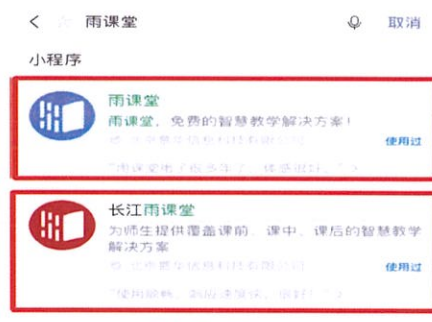 雨课堂
取消
小程序
雨课堂
雨课堂，免费的智慧教学解决方案！
使用过
长江雨课堂
为师生提供覆盖课前、课中、课后的智慧教学
解决方案
使用过